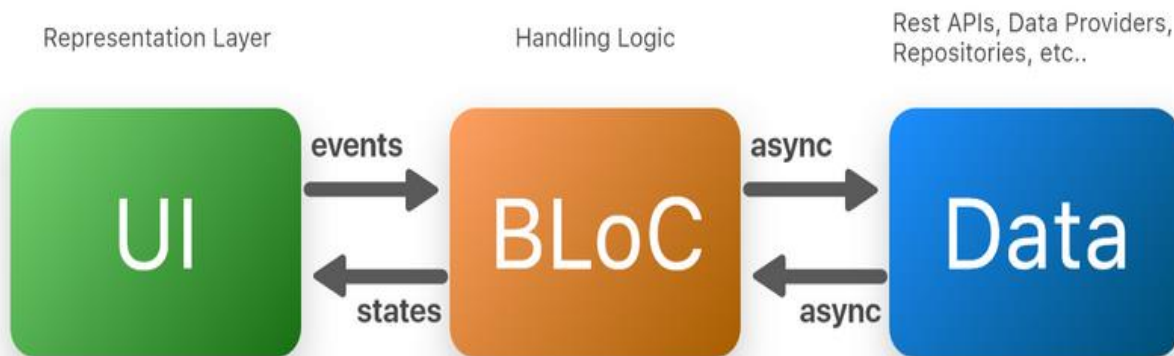 Representation Layer
Handling Logic
Rest APIs, Data Providers,
Repositories, etc..
events
async
UI
BLoC
Data
states
async